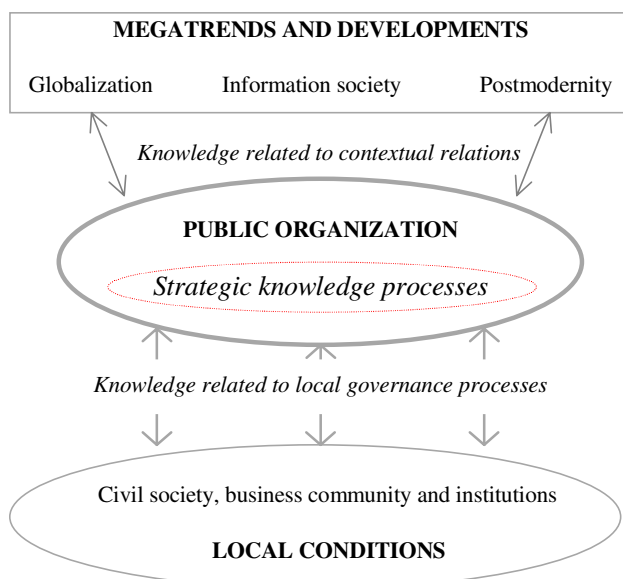 MEGATRENDS AND DEVELOPMENTS
Globalization Information society Postmodernity
Knowledge related to contextual relations
PUBLIC ORGANIZATION
Strategic knowledge processes
Knowledge related to local governance processes
Civil society, business community and institutions
LOCAL CONDITIONS